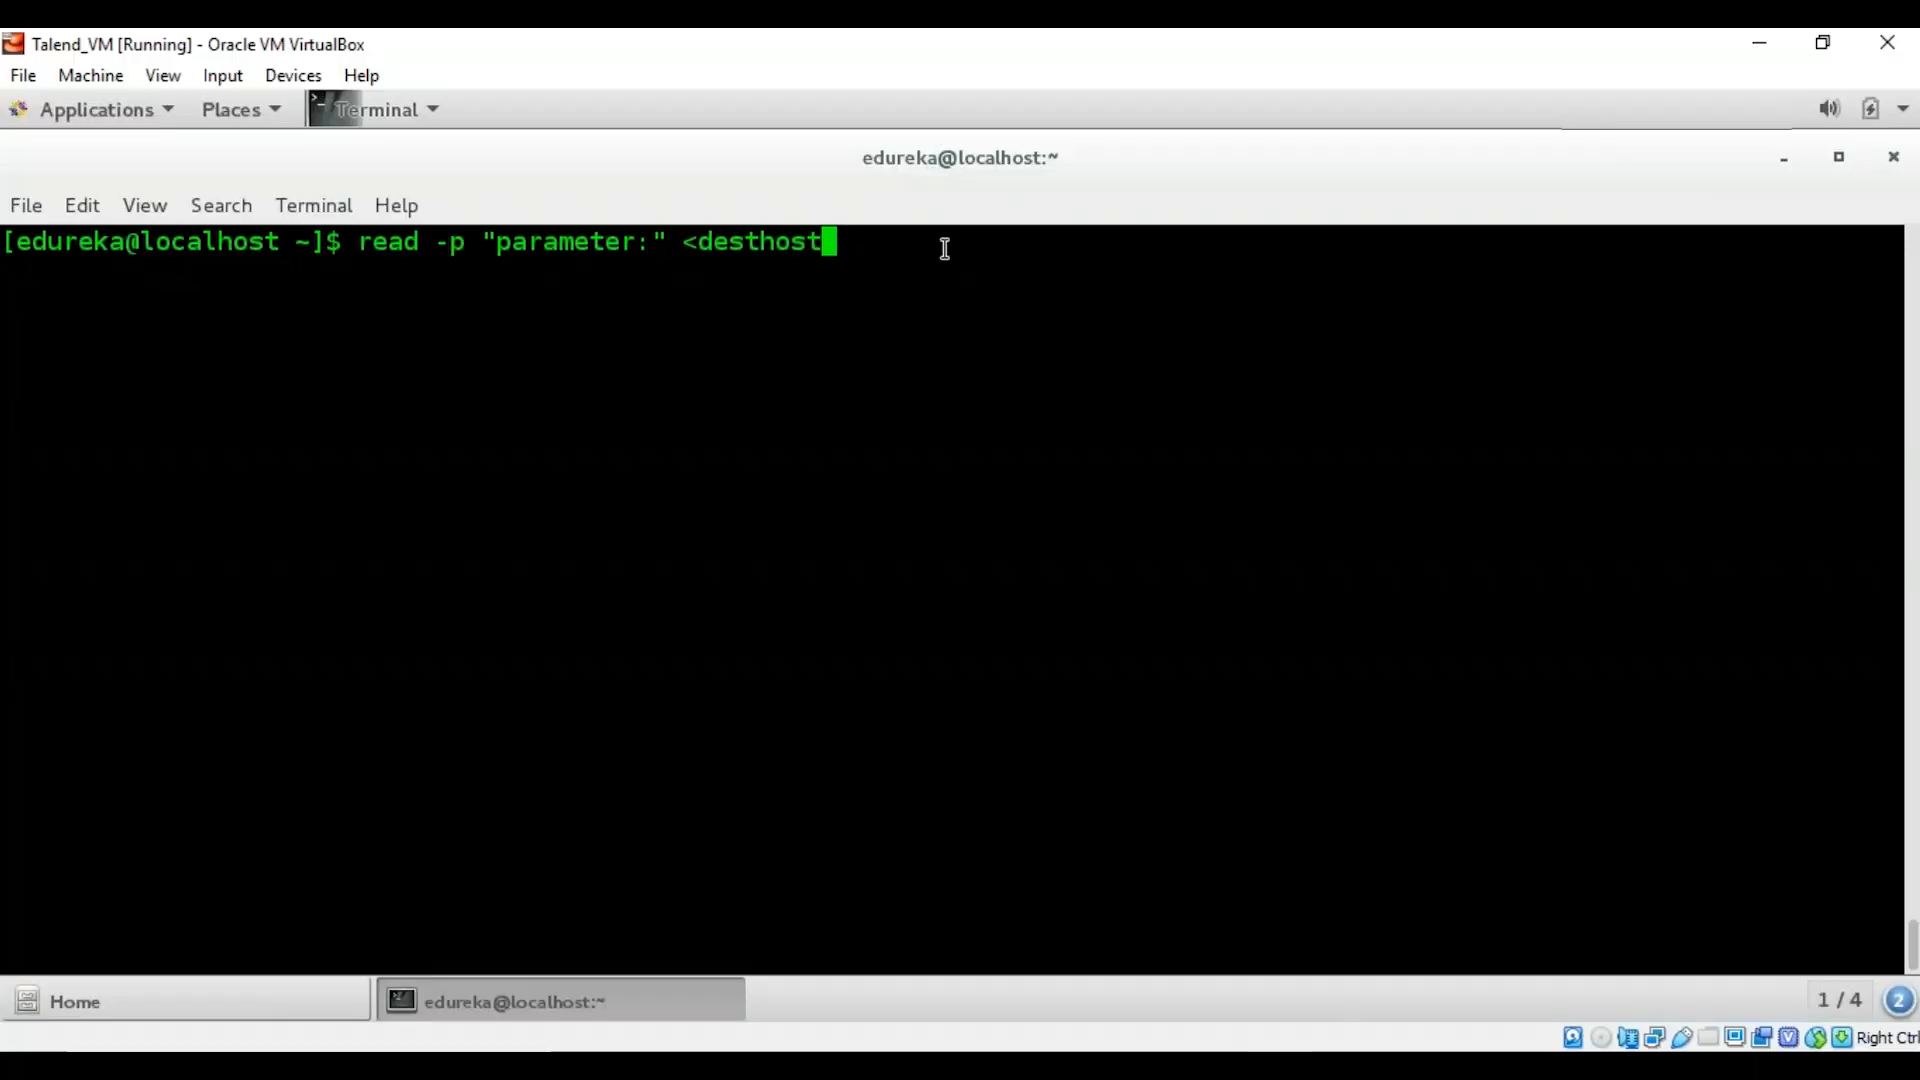 Talend_VM [Running] - Oracle VM VirtualBox
File Machine View Input Devices Help
Applications Places Terminal
edureka@localhost:~
File Edit View Search Terminal Help
[edureka@localhost ~]$ read -p "parameter:" <desthost
Home edureka@localhost:~ 1 / 4 2
Right Ctrl